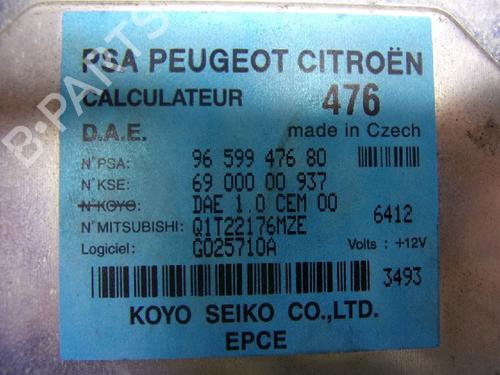 PSA PEUGEOT CITROËN
CALCULATEUR 476
D.A.E. made in Czech
N°PSA: 96 599 476 80
N°KSE: 69 000 00 937
N°KOYO: DAE 1.0 CEM 00
6412
N°MITSUBISHI: Q1T22176MZE
Logiciel: G025710A Volts : +12V
3493
KOYO SEIKO CO.,LTD.
EPCE
B-PARTS